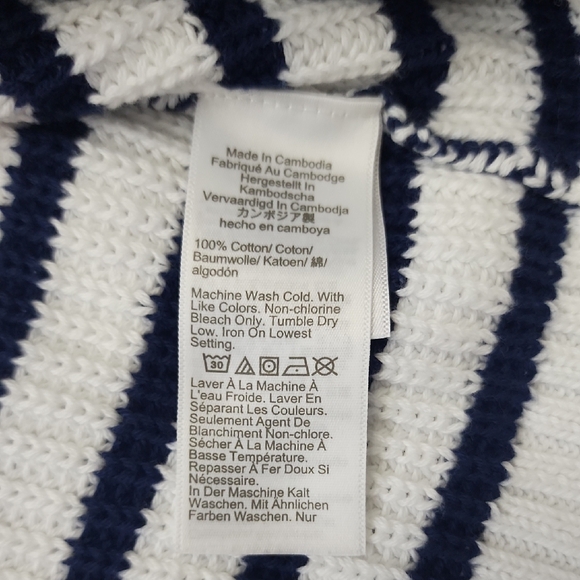 Made In Cambodia
Fabriqué Au Cambodge
Hergestellt In
Kambodscha
Vervaardigd In Cambodja
カンボジア製
hecho en camboya
100% Cotton/ Coton/
Baumwolle/ Katoen/ 綿/
algodón
Machine Wash Cold. With
Like Colors. Non-chlorine
Bleach Only. Tumble Dry
Low. Iron On Lowest
Setting.
30
Laver À La Machine À
L'eau Froide. Laver En
Séparant Les Couleurs.
Seulement Agent De
Blanchiment Non-chlore.
Sécher À La Machine À
Basse Température.
Repasser À Fer Doux Si
Nécessaire.
In Der Maschine Kalt
Waschen. Mit Ähnlichen
Farben Waschen. Nur